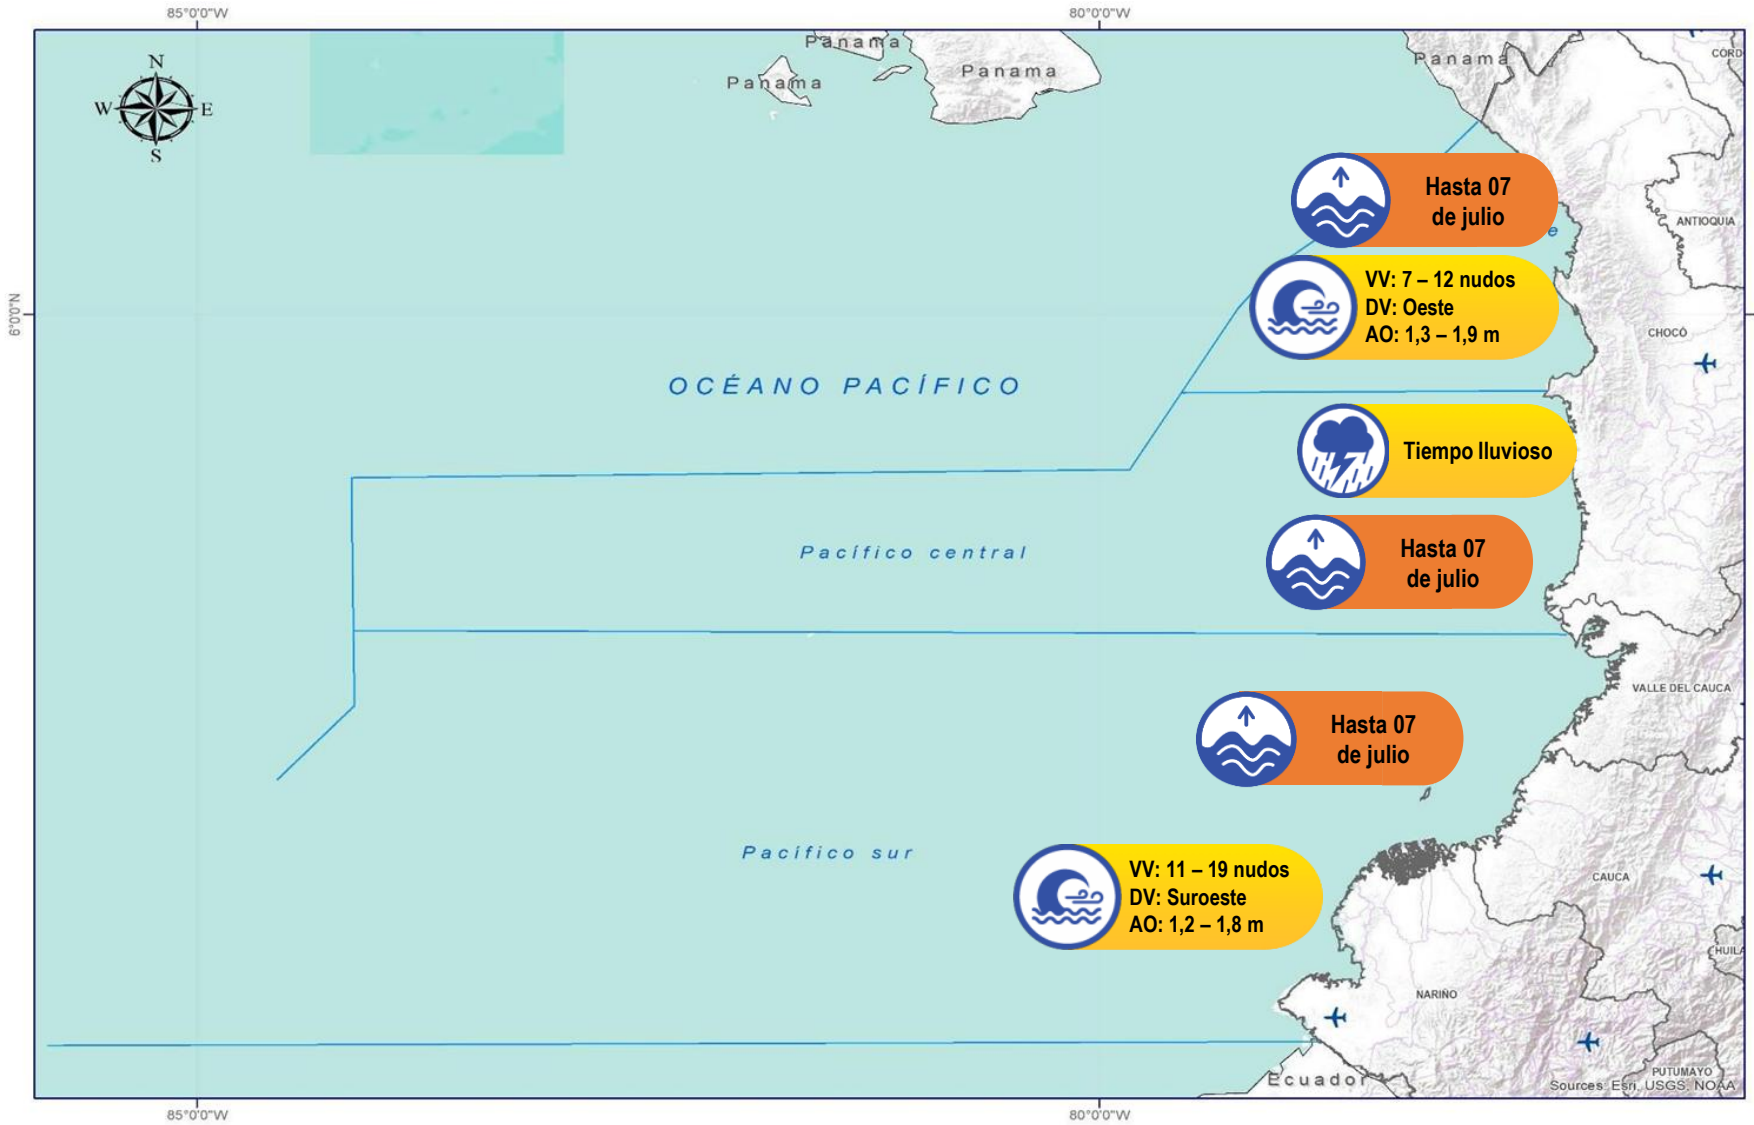 85°0'0"W
80°0'0"W
N
W
E
S
Panama
Panama
Panama
Panamá
CORD
Hasta 07
de julio
ANTIOQUIA
e
6°0'0"N
VV: 7 – 12 nudos
DV: Oeste
AO: 1,3 – 1,9 m
CHOCÓ
OCÉANO PACÍFICO
Tiempo lluvioso
Pacífico central
Hasta 07
de julio
VALLE DEL CAUCA
Hasta 07
de julio
Pacífico sur
VV: 11 – 19 nudos
DV: Suroeste
AO: 1,2 – 1,8 m
CAUCA
HUILA
NARIÑO
Ecuador
PUTUMAYO
Sources: Esri, USGS, NOAA
85°0'0"W
80°0'0"W